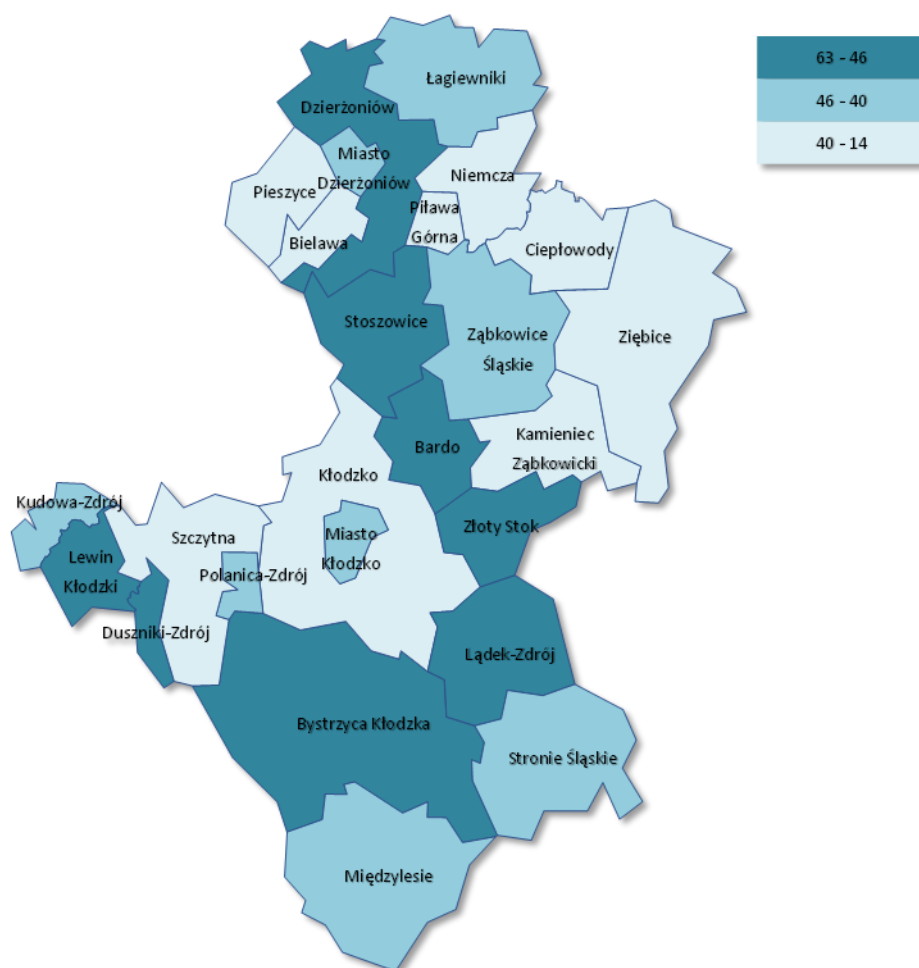 63 - 46
46 - 40
40 - 14
Łagiewniki
Dzierżoniów
Miasto
Dzierżoniów
Niemcza
Pieszyce
Piława
Górna
Bielawa
Ciepłowody
Stoszowice
Ząbkowice
Śląskie
Ziębice
Bardo
Kamieniec
Ząbkowicki
Kłodzko
Kudowa-Zdrój
Szczytna
Miasto
Kłodzko
Złoty Stok
Lewin
Kłodzki
Polanica-Zdrój
Duszniki-Zdrój
Lądek-Zdrój
Bystrzyca Kłodzka
Stronie Śląskie
Międzylesie